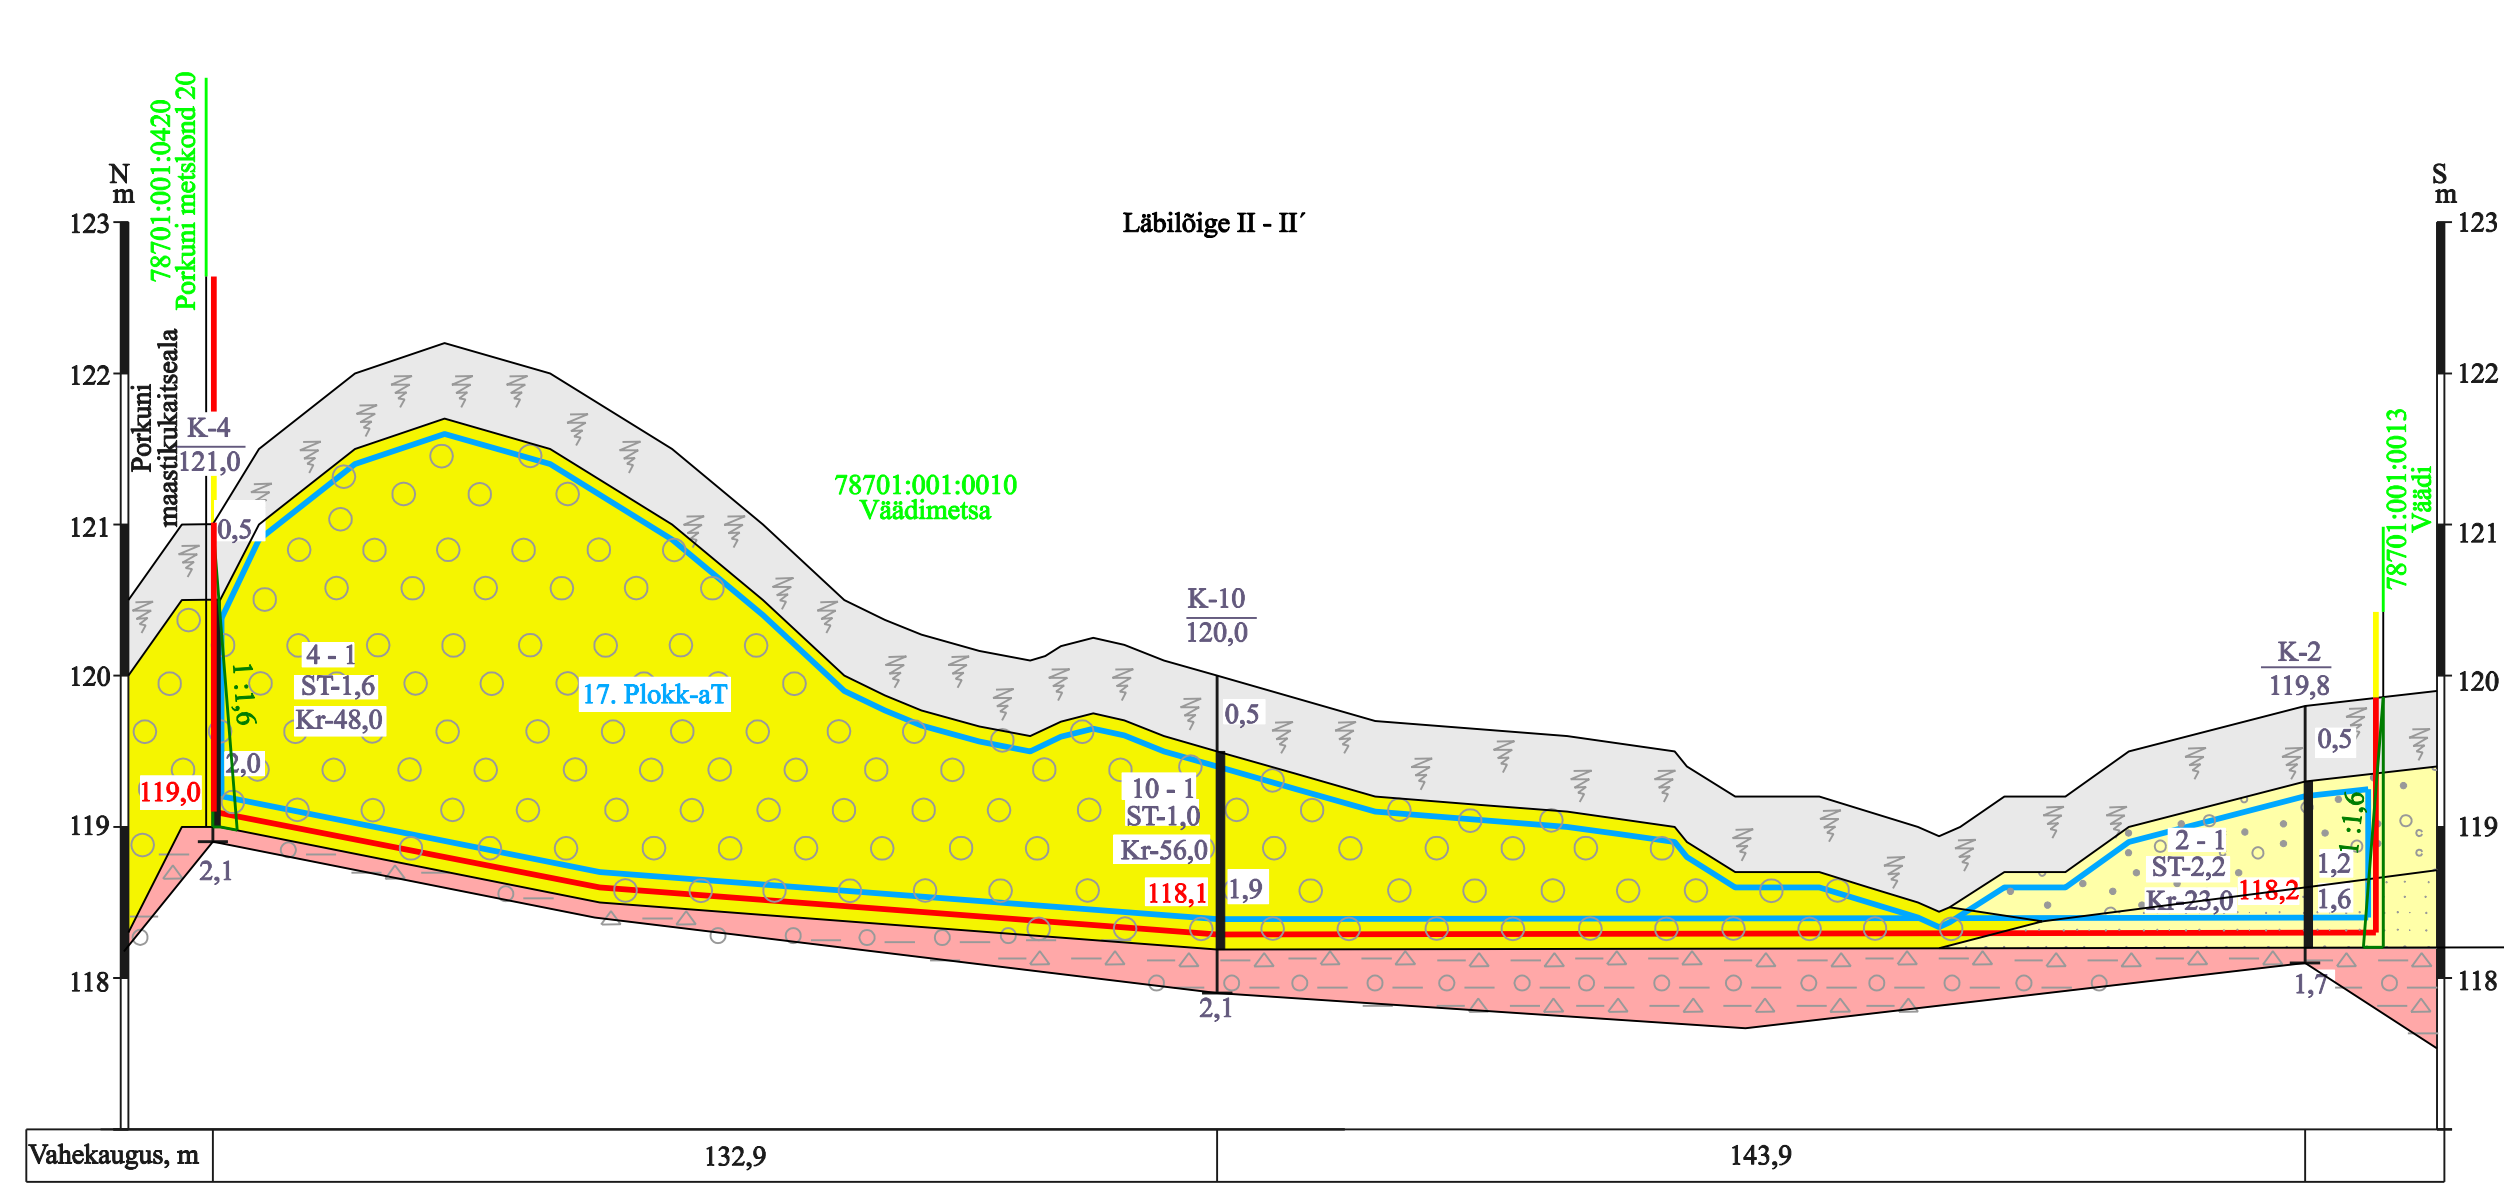 78701:001:0420
Porkuni metskond 20
N
m
S
m
Läbilõige II - II´
123
122
121
120
119
118
123
122
121
120
119
118
Porkuni
maastikukaitseala
K-4
121,0
0,5
1:1,6
4 - 1
ST-1,6
Kr-48,0
2,0
119,0
2,1
17. Plokk-aT
78701:001:0010
Väädimetsa
K-10
120,0
0,5
10 - 1
ST-1,0
Kr-56,0
118,1
1,9
2,1
78701:001:0013
Väädi
K-2
119,8
0,5
1:1,6
2 - 1
ST-2,2
Kr-23,0
118,2
1,2
1,6
1,7
Vahekaugus, m
132,9
143,9